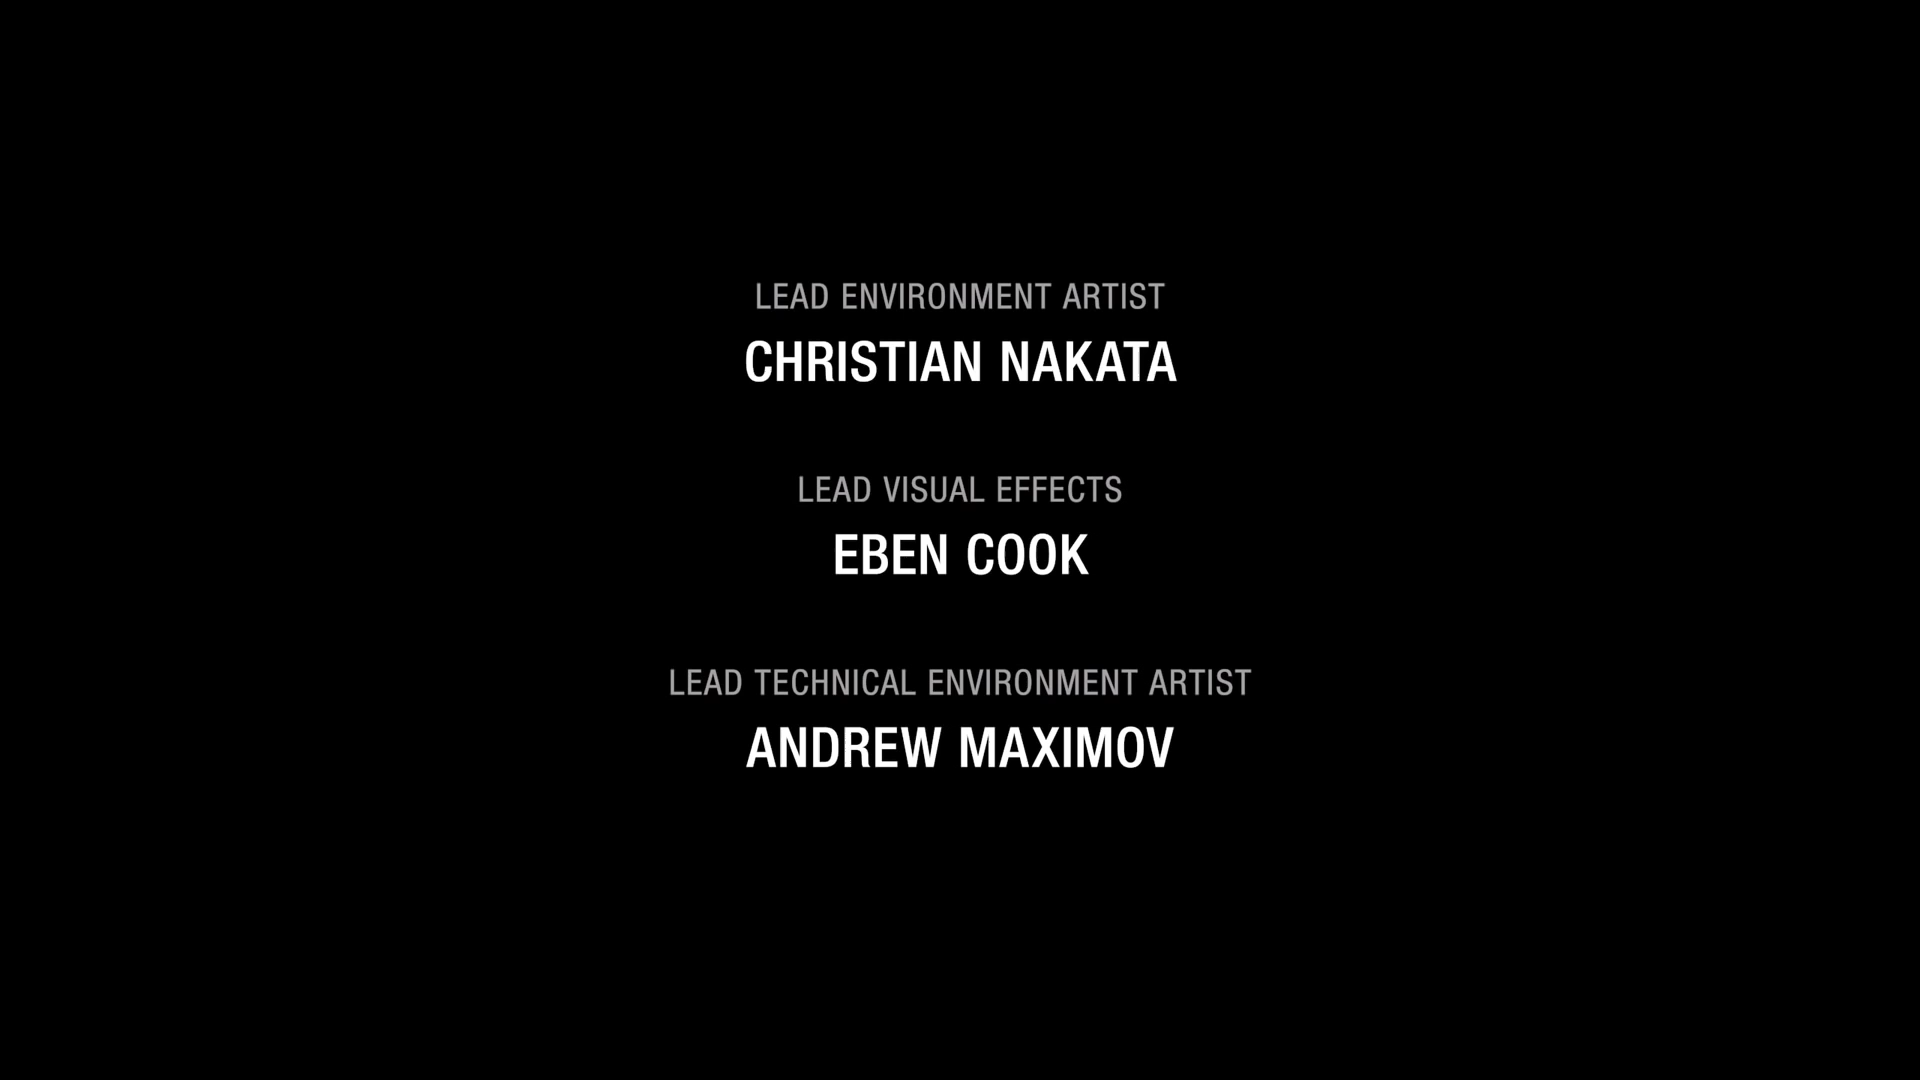 LEAD ENVIRONMENT ARTIST
CHRISTIAN NAKATA
LEAD VISUAL EFFECTS
EBEN COOK
LEAD TECHNICAL ENVIRONMENT ARTIST
ANDREW MAXIMOV